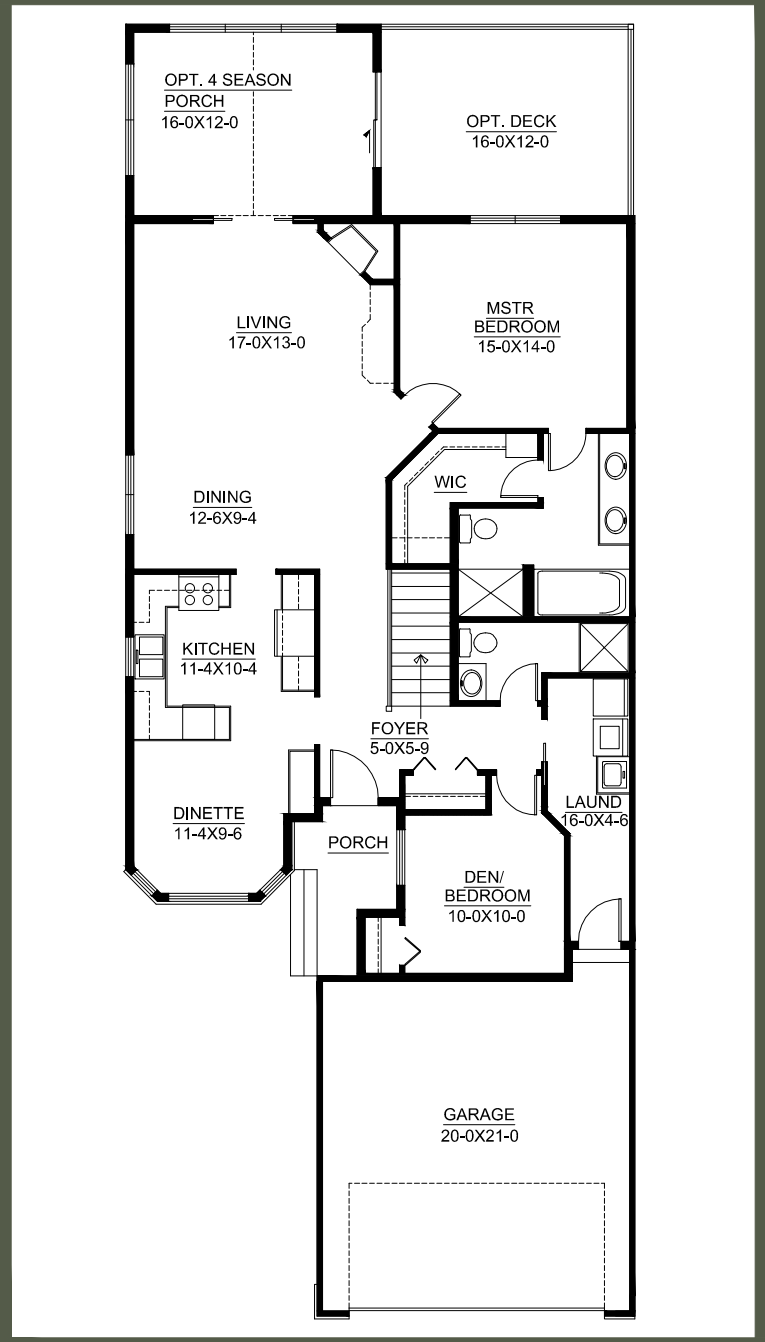 OPT. 4 SEASON
PORCH
16-0X12-0
OPT. DECK
16-0X12-0
LIVING
17-0X13-0
MSTR
BEDROOM
15-0X14-0
WIC
DINING
12-6X9-4
KITCHEN
11-4X10-4
FOYER
5-0X5-9
DINETTE
11-4X9-6
PORCH
LAUND
16-0X4-6
DEN/
BEDROOM
10-0X10-0
GARAGE
20-0X21-0